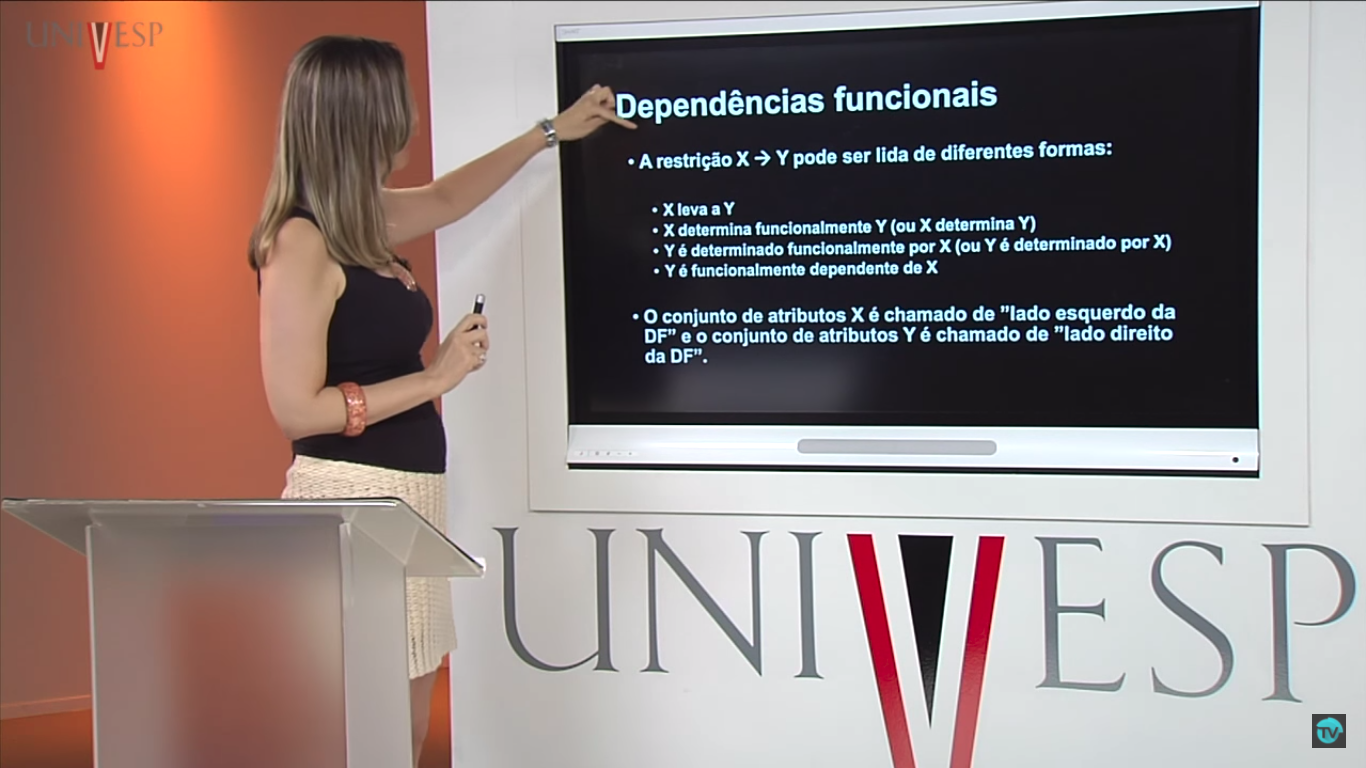 UNIVESP
Dependências funcionais
• A restrição X → Y pode ser lida de diferentes formas:
• X leva a Y
• X determina funcionalmente Y (ou X determina Y)
• Y é determinado funcionalmente por X (ou Y é determinado por X)
• Y é funcionalmente dependente de X
• O conjunto de atributos X é chamado de ”lado esquerdo da
DF” e o conjunto de atributos Y é chamado de ”lado direito
da DF”.
UNIVESP
TV